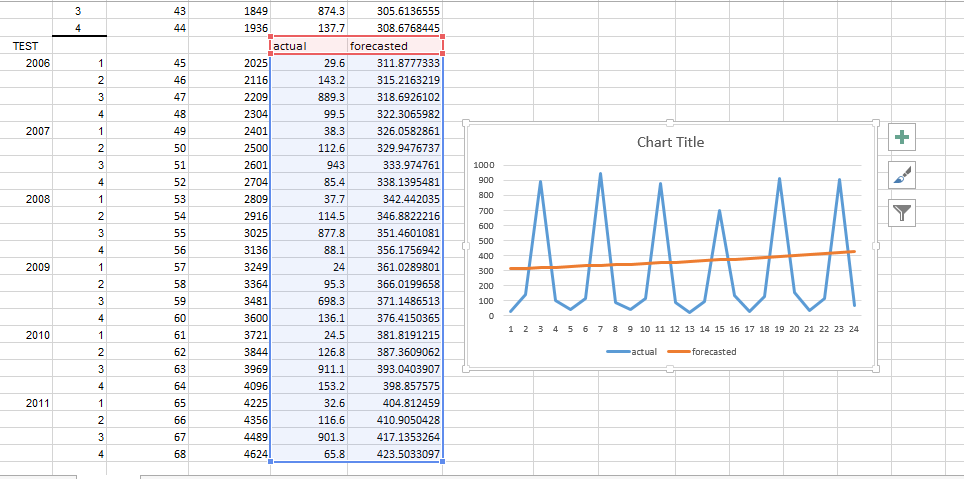 3 43 1849 874.3 305.6136555
4 44 1936 137.7 308.6768445
TEST actual forecasted
2006 1 45 2025 29.6 311.8777333
2 46 2116 143.2 315.2163219
3 47 2209 889.3 318.6926102
4 48 2304 99.5 322.3065982
2007 1 49 2401 38.3 326.0582861
2 50 2500 112.6 329.9476737
3 51 2601 943 333.974761
4 52 2704 85.4 338.1395481
2008 1 53 2809 37.7 342.442035
2 54 2916 114.5 346.8822216
3 55 3025 877.8 351.4601081
4 56 3136 88.1 356.1756942
2009 1 57 3249 24 361.0289801
2 58 3364 95.3 366.0199658
3 59 3481 698.3 371.1486513
4 60 3600 136.1 376.4150365
2010 1 61 3721 24.5 381.8191215
2 62 3844 126.8 387.3609062
3 63 3969 911.1 393.0403907
4 64 4096 153.2 398.857575
2011 1 65 4225 32.6 404.812459
2 66 4356 116.6 410.9050428
3 67 4489 901.3 417.1353264
4 68 4624 65.8 423.5033097
Chart Title
1000
900
800
700
600
500
400
300
200
100
0
1 2 3 4 5 6 7 8 9 10 11 12 13 14 15 16 17 18 19 20 21 22 23 24
actual forecasted